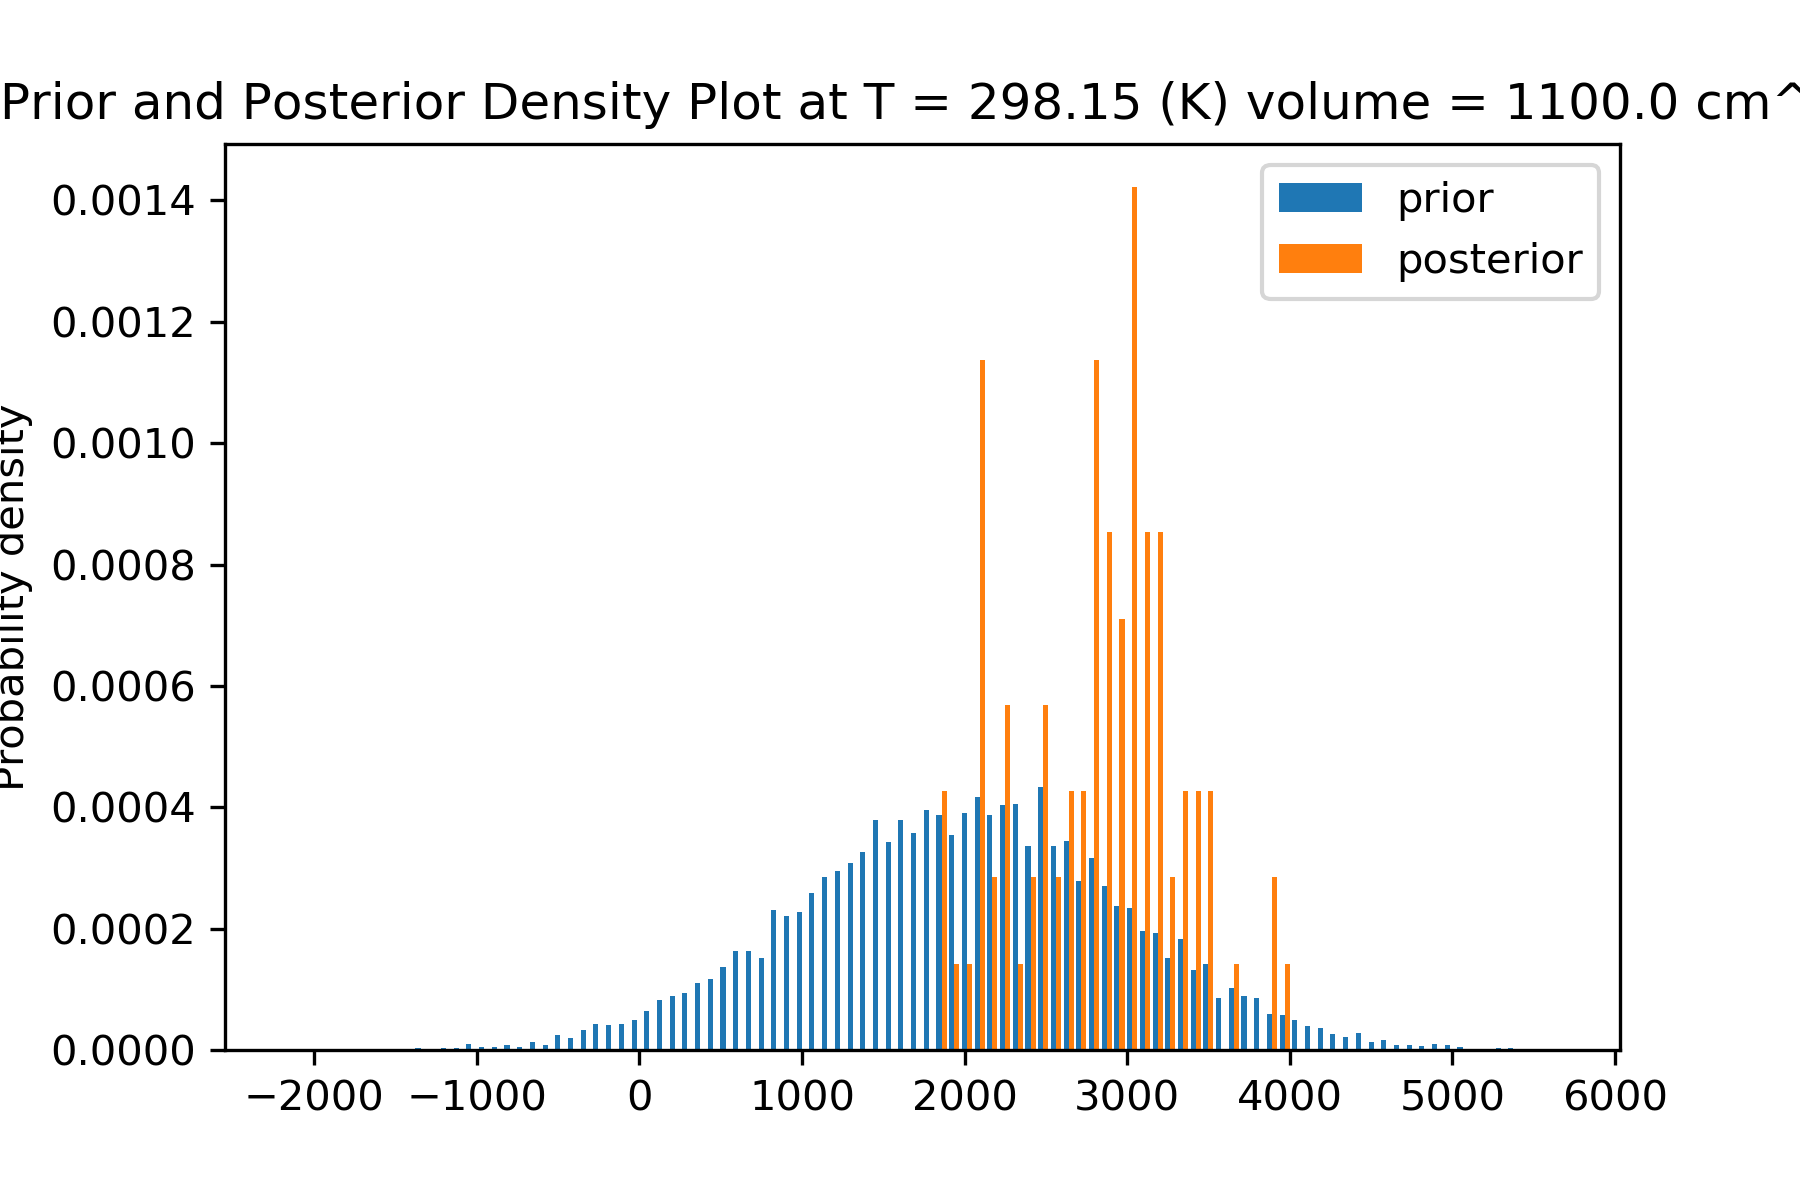 Prior and Posterior Density Plot at T = 298.15 (K) volume = 1100.0 cm^
prior
posterior
Probability density
0.0014
0.0012
0.0010
0.0008
0.0006
0.0004
0.0002
0.0000
−2000 −1000 0 1000 2000 3000 4000 5000 6000